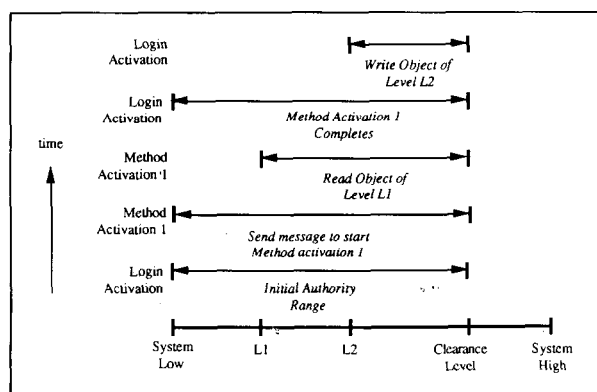 Login
Activation
Write Object of
Level L2
Login
Activation
Method Activation 1
Completes
time
Method
Activation 1
Read Object of
Level L1
Method
Activation 1
Send message to start
Method activation 1
Login
Activation
Initial Authority
Range
System
Low
L1
L2
Clearance
Level
System
High